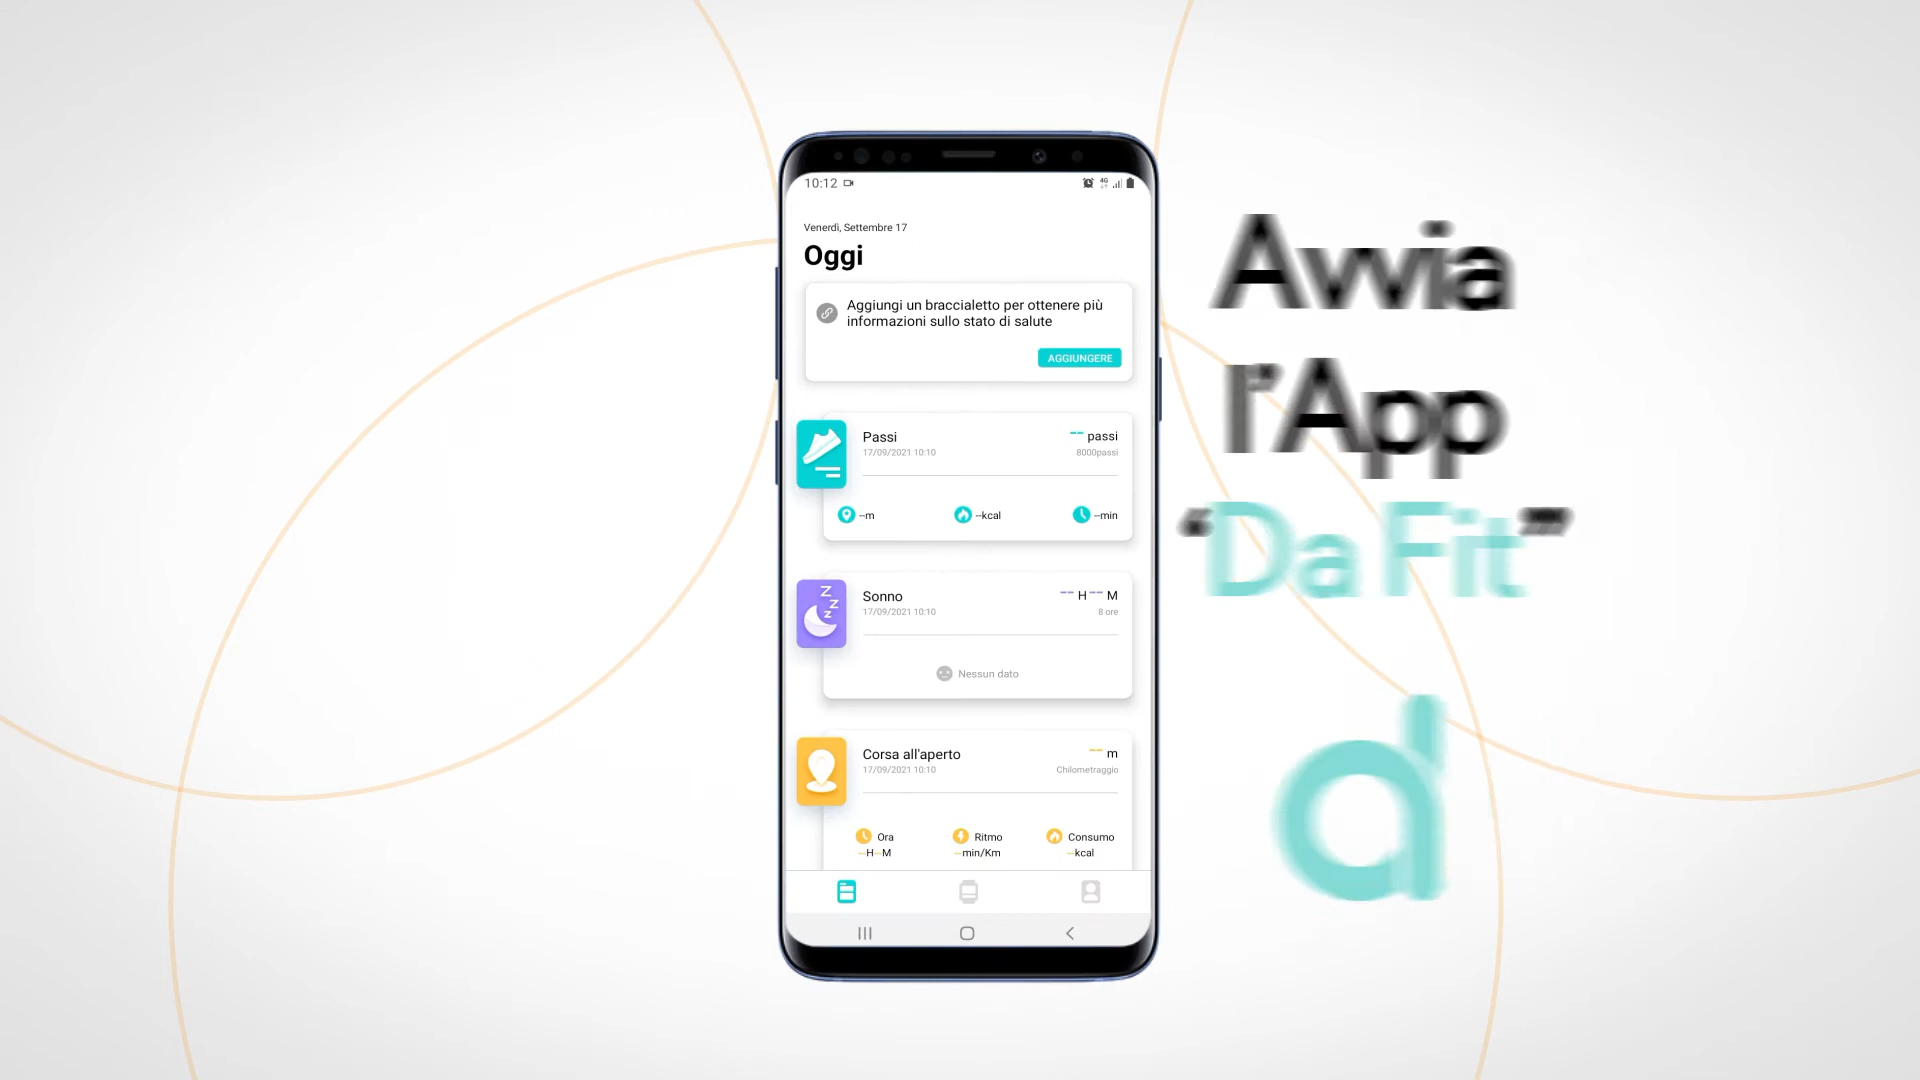 10:12
4G
Venerdì, Settembre 17
Oggi
Aggiungi un braccialetto per ottenere più
informazioni sullo stato di salute
AGGIUNGERE
Passi
-- passi
17/09/2021 10:10
8000passi
--m
--kcal
--min
Sonno
-- H -- M
17/09/2021 10:10
8 ore
Nessun dato
Corsa all'aperto
-- m
17/09/2021 10:10
Chilometraggio
Ora
Ritmo
Consumo
--H--M
--min/Km
--kcal
Avvia
l'App
“Da Fit”
d